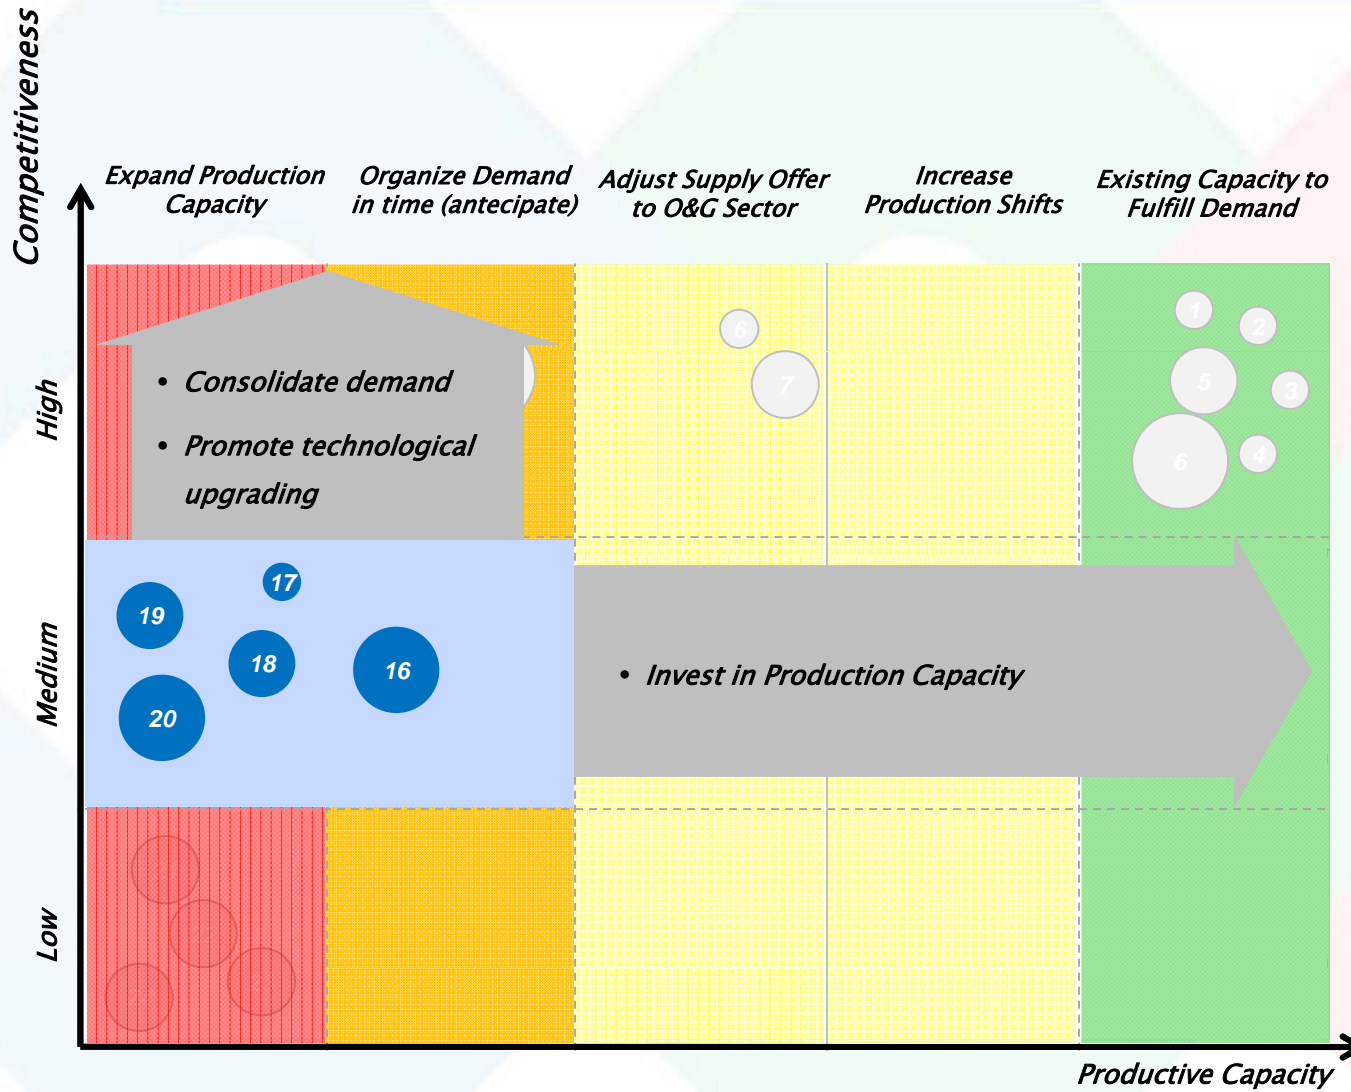 Competitiveness
Expand Production
Capacity
Organize Demand
in time (antecipate)
Adjust Supply Offer
to O&G Sector
Increase
Production Shifts
Existing Capacity to
Fulfill Demand
High
• Consolidate demand
• Promote technological
upgrading
6
7
1
2
5
3
4
6
Medium
17
19
18
16
20
• Invest in Production Capacity
Low
Productive Capacity